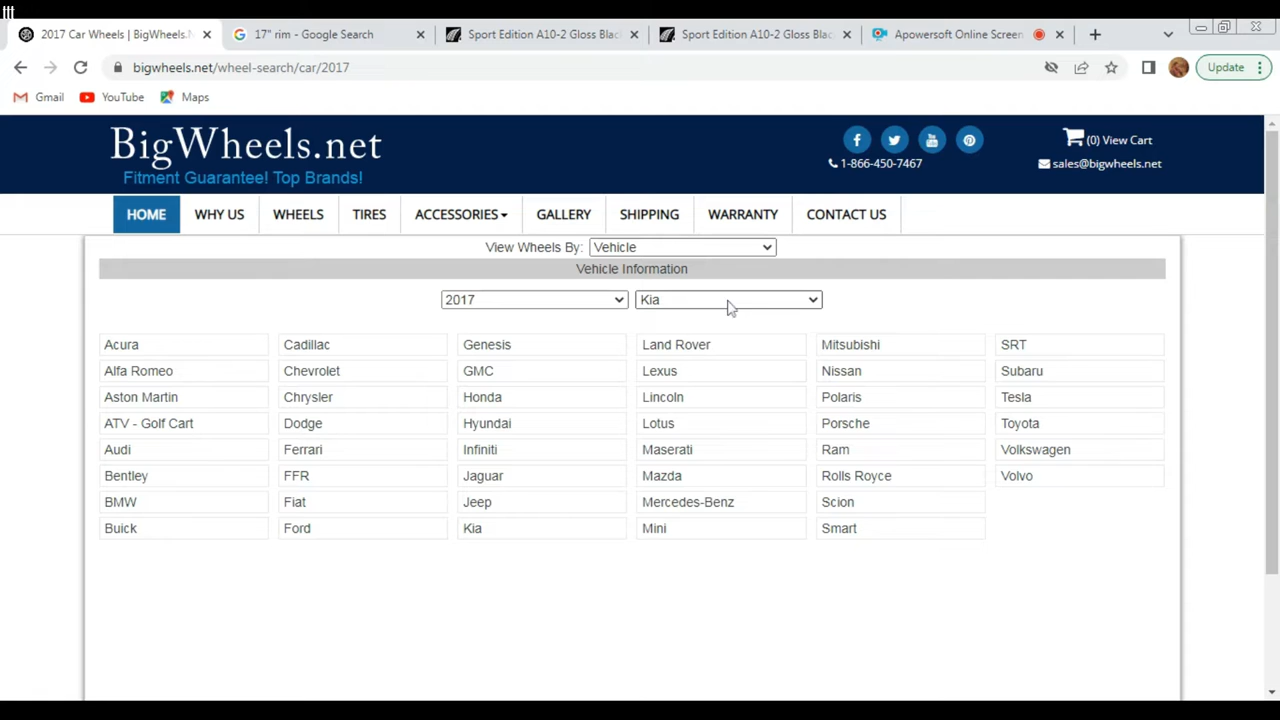 2017 Car Wheels | BigWheels.N
17" rim - Google Search
Sport Edition A10-2 Gloss Blac
Sport Edition A10-2 Gloss Blac
Apowersoft Online Screen
bigwheels.net/wheel-search/car/2017
Update
Gmail
YouTube
Maps
BigWheels.net
Fitment Guarantee! Top Brands!
1-866-450-7467
(0) View Cart
sales@bigwheels.net
HOME
WHY US
WHEELS
TIRES
ACCESSORIES
GALLERY
SHIPPING
WARRANTY
CONTACT US
View Wheels By: Vehicle
Vehicle Information
2017 Kia
Acura Cadillac Genesis Land Rover Mitsubishi SRT
Alfa Romeo Chevrolet GMC Lexus Nissan Subaru
Aston Martin Chrysler Honda Lincoln Polaris Tesla
ATV - Golf Cart Dodge Hyundai Lotus Porsche Toyota
Audi Ferrari Infiniti Maserati Ram Volkswagen
Bentley FFR Jaguar Mazda Rolls Royce Volvo
BMW Fiat Jeep Mercedes-Benz Scion
Buick Ford Kia Mini Smart